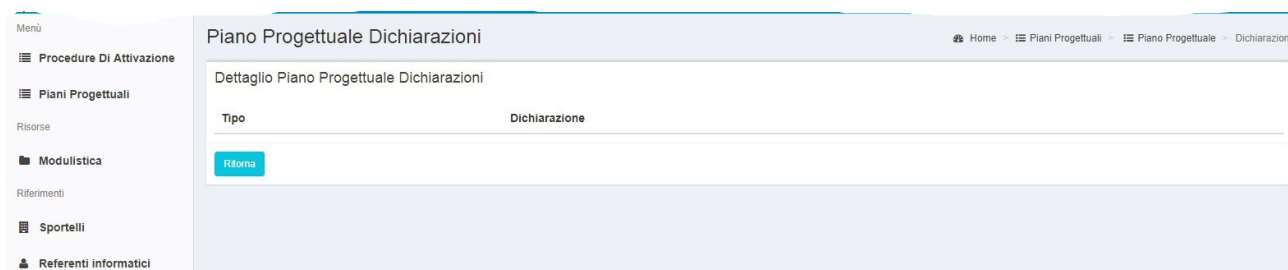 Menù
Procedure Di Attivazione
Piani Progettuali
Risorse
Modulistica
Riferimenti
Sportelli
Referenti informatici
Piano Progettuale Dichiarazioni
Home > Piani Progettuali > Piano Progettuale > Dichiarazion
Dettaglio Piano Progettuale Dichiarazioni
Tipo Dichiarazione
Ritorna